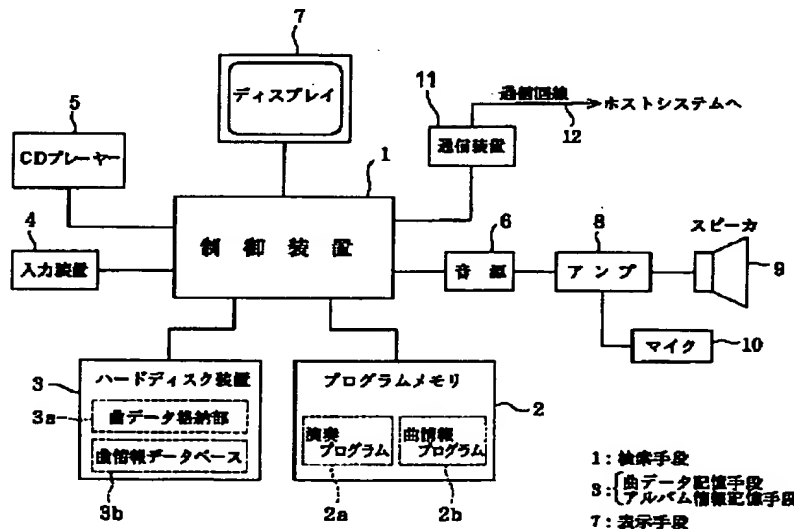 7
ディスプレイ
11
通信回線
ホストシステムへ
12
通信装置
5
CDプレーヤー
1
制御装置
4
入力装置
6
音源
8
アンプ
スピーカ
9
マイク
10
3
ハードディスク装置
3a
曲データ格納部
曲情報データベース
3b
プログラムメモリ
2
演奏
プログラム
曲情報
プログラム
2a
2b
1:検索手段
3:{曲データ記憶手段
アルバム情報記憶手段
7:表示手段